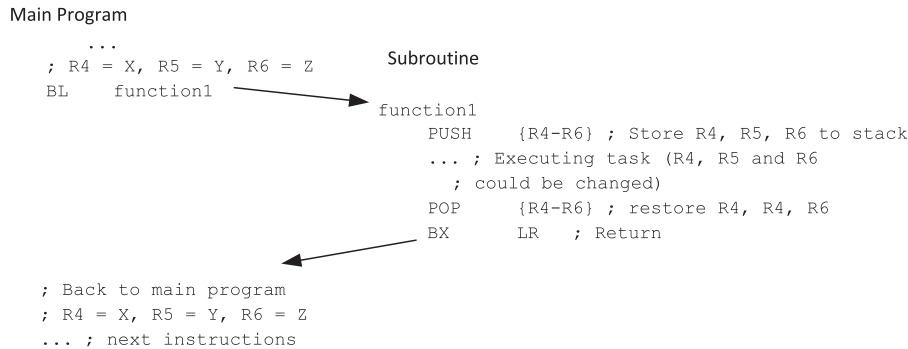 Main Program
...
; R4 = X, R5 = Y, R6 = Z
BL function1
Subroutine
function1
PUSH {R4-R6} ; Store R4, R5, R6 to stack
... ; Executing task (R4, R5 and R6
; could be changed)
POP {R4-R6} ; restore R4, R4, R6
BX LR ; Return
; Back to main program
; R4 = X, R5 = Y, R6 = Z
... ; next instructions